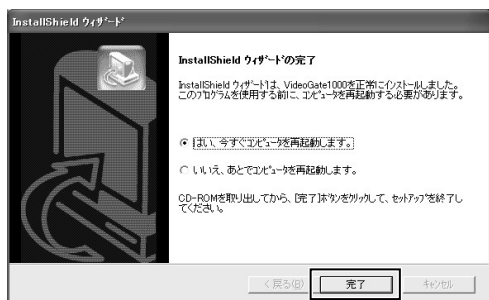 InstallShield ウィザード
InstallShield ウィザードの完了
InstallShield ウィザードは、VideoGate1000を正常にインストールしました。
このプログラムを使用する前に、コンピュータを再起動する必要があります。
はい、今すぐコンピュータを再起動します。
いいえ、あとでコンピュータを再起動します。
CD-ROMを取り出してから、[完了]ボタンをクリックして、セットアップを終了し
てください。
< 戻る(B)
完了
キャンセル